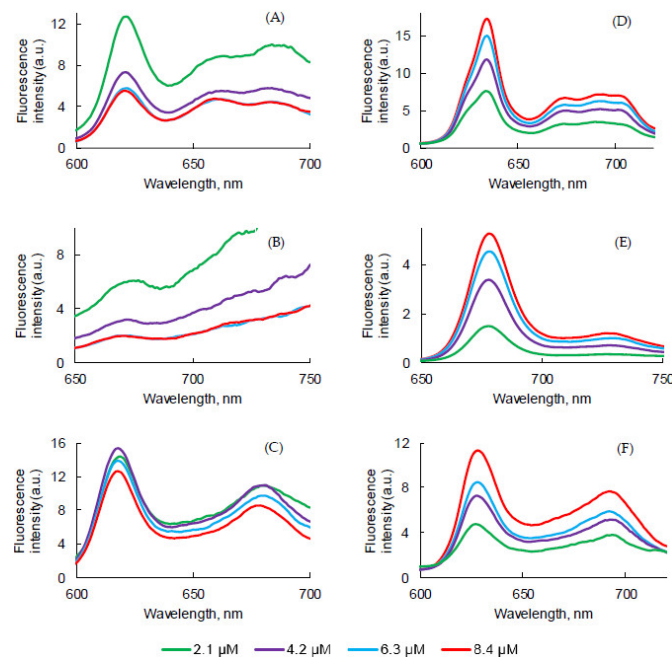 (A)
Fluorescence
intensity (a.u.)
12
8
4
0
600
650
700
Wavelength, nm
(D)
Fluorescence
intensity (a.u.)
15
10
5
0
600
650
700
Wavelength, nm
(B)
Fluorescence
intensity (a.u.)
8
4
0
650
700
750
Wavelength, nm
(E)
Fluorescence
intensity (a.u.)
4
2
0
650
700
750
Wavelength, nm
(C)
Fluorescence
intensity (a.u.)
16
12
8
4
0
600
700
Wavelength, nm
(F)
Fluorescence
intensity (a.u.)
12
8
4
0
600
650
700
Wavelength, nm
2.1 µM 4.2 µM 6.3 µM 8.4 µM